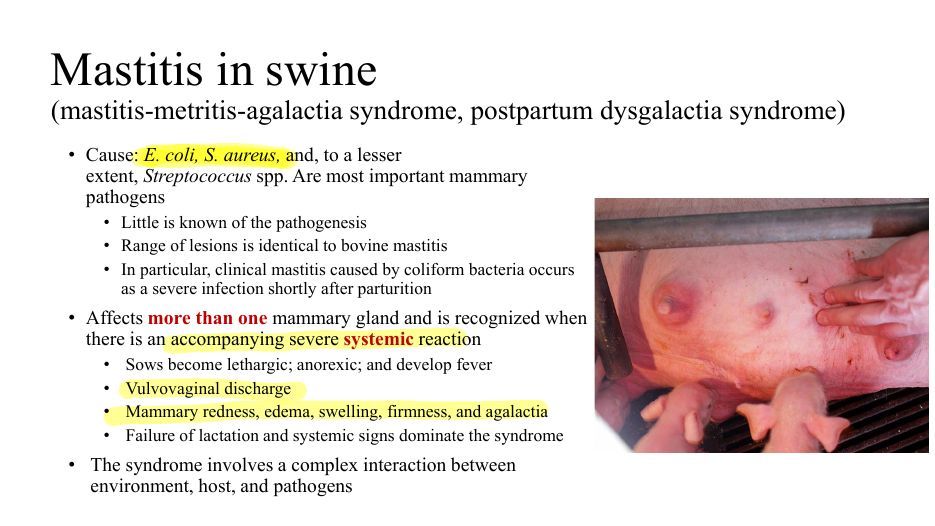 Mastitis in swine
(mastitis-metritis-agalactia syndrome, postpartum dysgalactia syndrome)
• Cause: E. coli, S. aureus, and, to a lesser
extent, Streptococcus spp. Are most important mammary
pathogens
• Little is known of the pathogenesis
• Range of lesions is identical to bovine mastitis
• In particular, clinical mastitis caused by coliform bacteria occurs
as a severe infection shortly after parturition
• Affects more than one mammary gland and is recognized when
there is an accompanying severe systemic reaction
• Sows become lethargic; anorexic; and develop fever
• Vulvovaginal discharge
• Mammary redness, edema, swelling, firmness, and agalactia
• Failure of lactation and systemic signs dominate the syndrome
• The syndrome involves a complex interaction between
environment, host, and pathogens